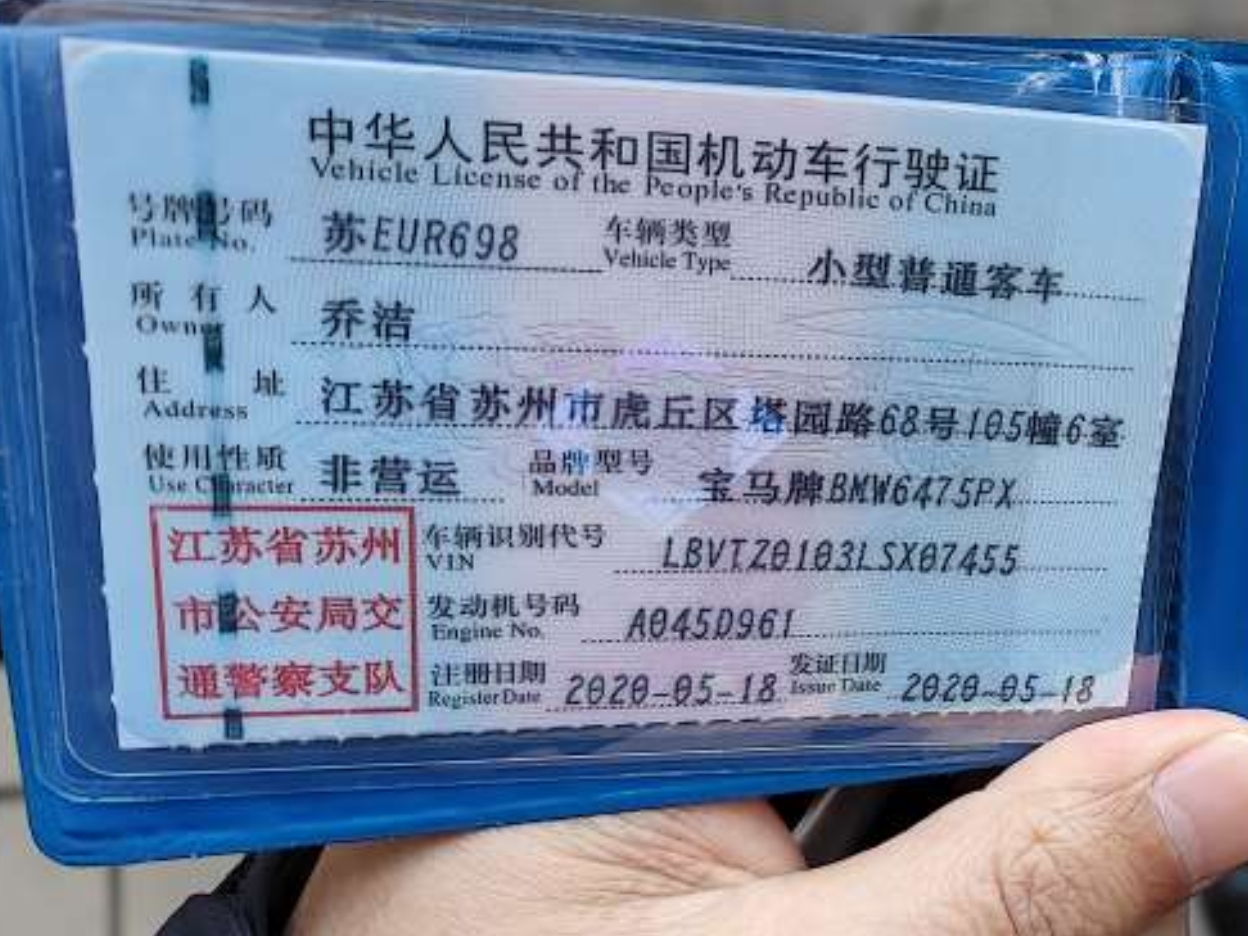 中华人民共和国机动车行驶证
Vehicle License of the People's Republic of China
号牌号码 苏EUR698 车辆类型 小型普通客车
Plate No. Vehicle Type
所有人 乔洁
Owner
住址 江苏省苏州市虎丘区塔园路68号105幢6室
Address
使用性质 非营运 品牌型号 宝马牌BMW6475PX
Use Character Model
江苏省苏州
市公安局交
通警察支队
车辆识别代号 LBVTZ0103LSX07455
VIN
发动机号码 A045D961
Engine No.
注册日期 2020-05-18 发证日期 2020-05-18
Register Date Issue Date